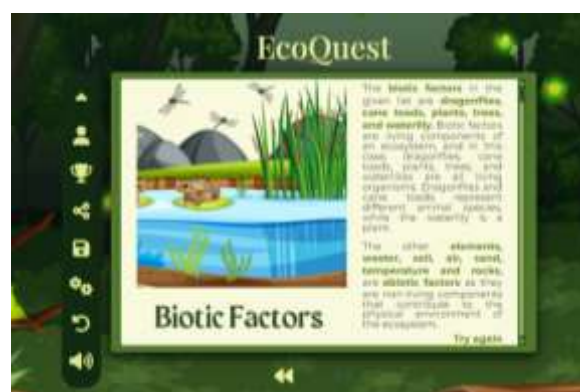 EcoQuest
The biotic factors in the
given list are dragonflies,
cane toads, plants, trees,
and waterlily. Biotic factors
are living components of
an ecosystem, and in this
case, dragonflies, cane
toads, plants, trees, and
waterlilies are all living
organisms. Dragonflies and
cane toads represent
different animal species,
while the waterlily is a
plant.
The other elements,
water, soil, air, sand,
temperature and rocks,
are abiotic factors as they
are non-living components
that contribute to the
physical environment of
the ecosystem.
Try again
Biotic Factors